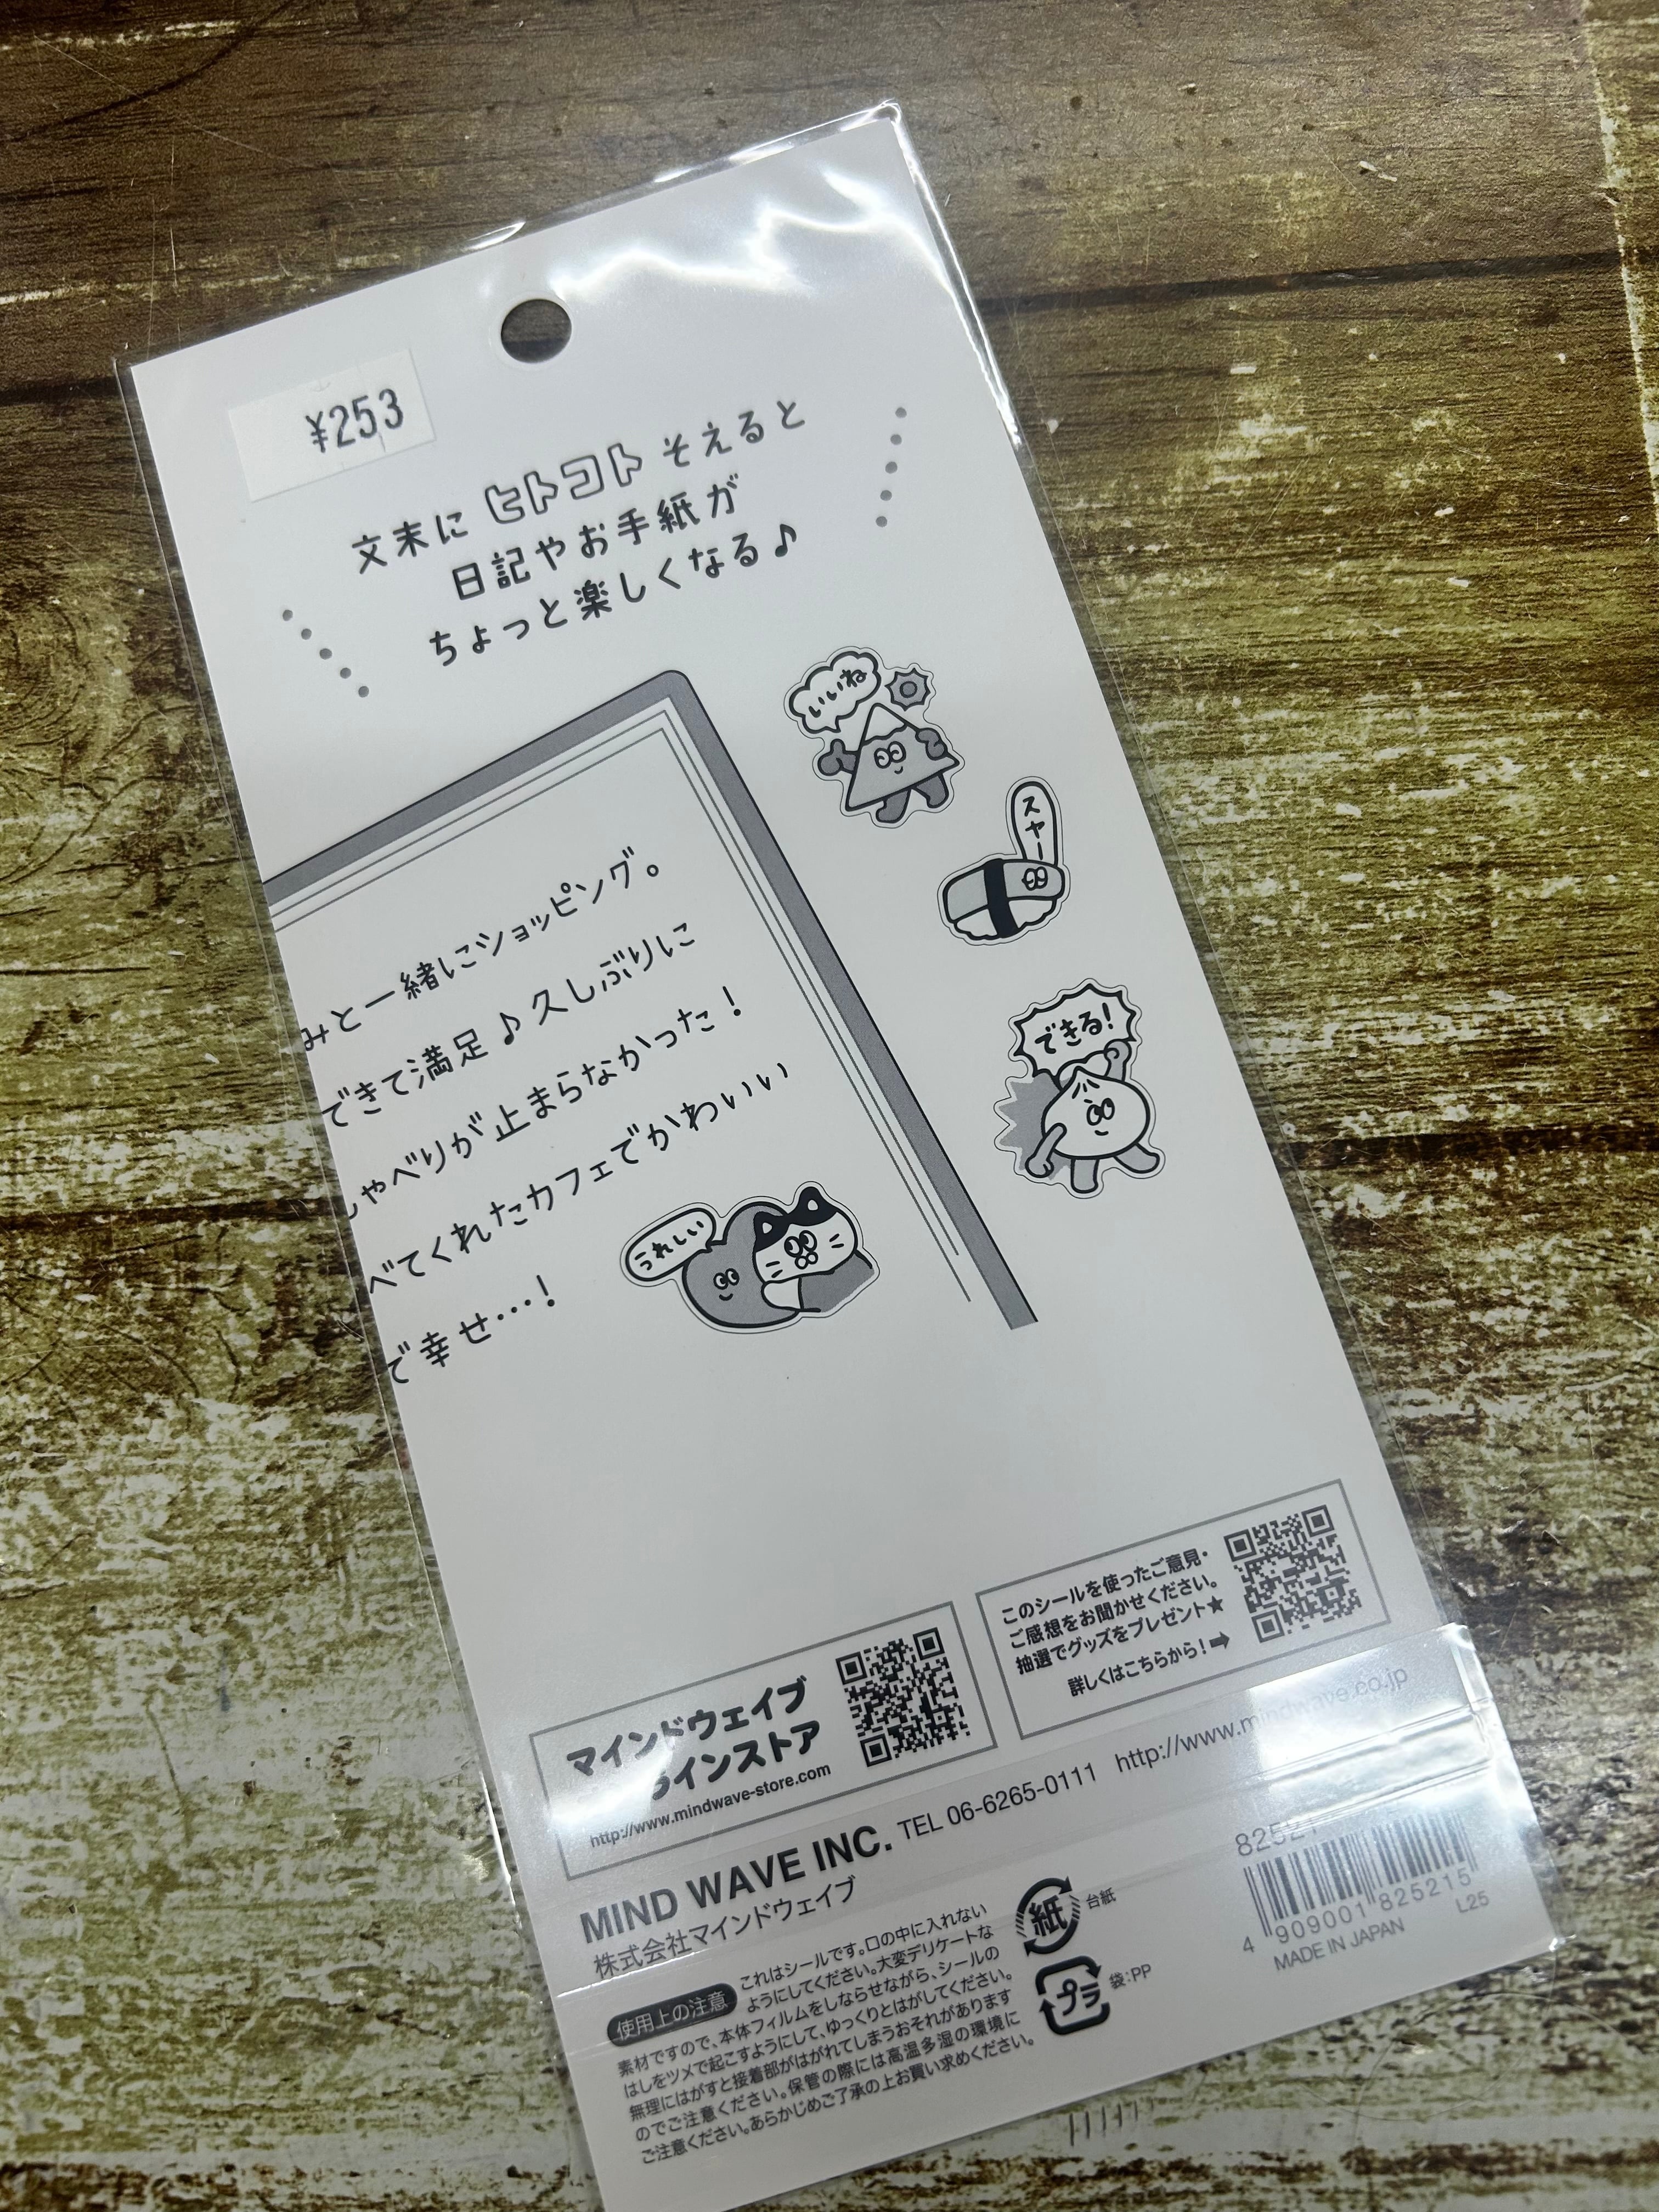 ¥253
文末に ヒトコト そえると
日記やお手紙が
ちょっと楽しくなる♪
いいね
スヤー
みと一緒にショッピング。
できて満足♪久しぶりに
しゃべりが止まらなかった！
べてくれたカフェでかわいい
で幸せ…！
できる!
うれしい
このシールを使ったご意見・
ご感想をお聞かせください。
抽選でグッズをプレゼント★
詳しくはこちらから！➡
マインドウェイブ
ラインストア
http://www.mindwave-store.com
MIND WAVE INC. TEL 06-6265-0111 http://www.mindwave.co.jp
株式会社マインドウェイブ
使用上の注意 これはシールです。口の中に入れない
ようにしてください。大変デリケートな
素材ですので、本体フィルムをしならせながら、シールの
はしをツメで起こすようにして、ゆっくりとはがしてください。
無理にはがすと接着部がはがれてしまうおそれがあります
のでご注意ください。保管の際には高温多湿の環境に
ご注意ください。あらかじめご了承の上お買い求めください。
紙 台紙
プラ 袋:PP
4 909001 825215
MADE IN JAPAN L25